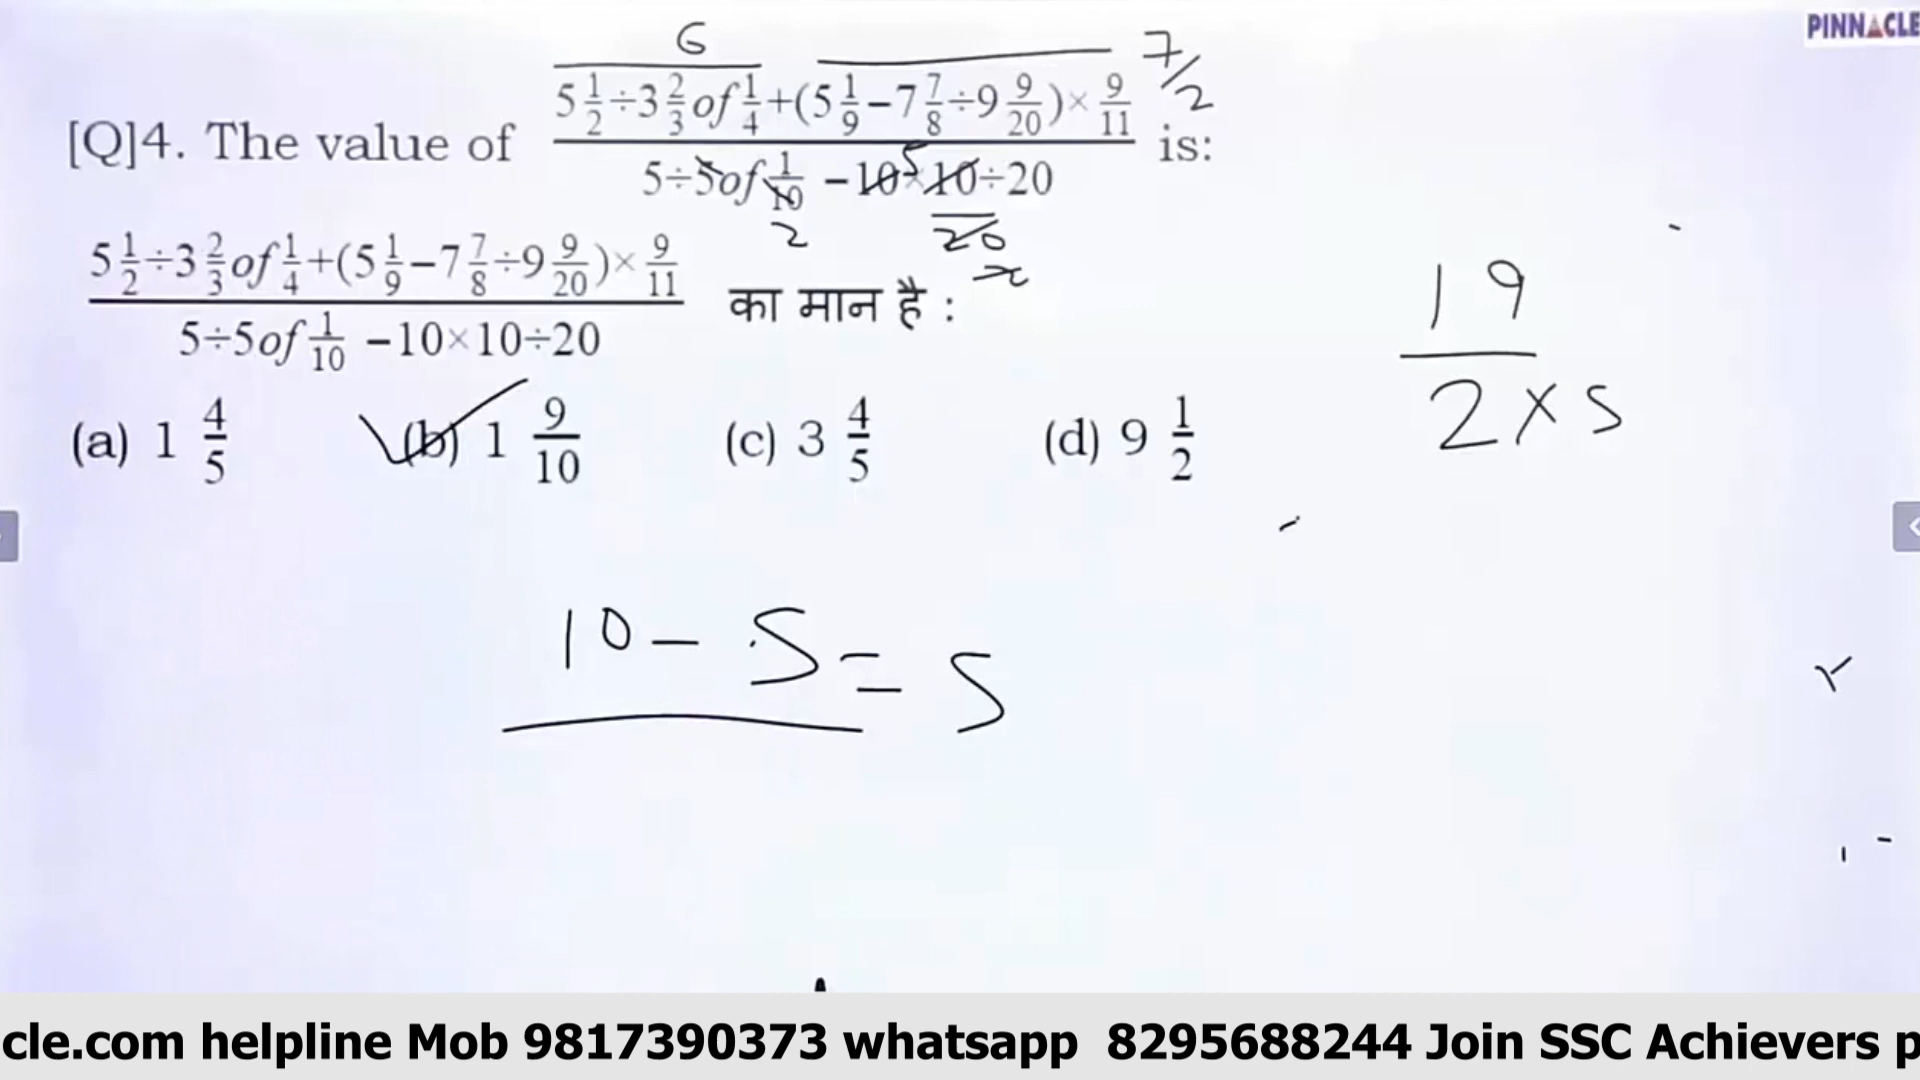 PINNACLE
6 7/2
[Q]4. The value of (5 1/2 ÷ 3 2/3 of 1/4 + (5 1/9 − 7 7/8 ÷ 9 9/20) × 9/11) / (5 ÷ 5 of 1/10 − 10 × 10 ÷ 20) is:
5
2 20
2
(5 1/2 ÷ 3 2/3 of 1/4 + (5 1/9 − 7 7/8 ÷ 9 9/20) × 9/11) / (5 ÷ 5 of 1/10 − 10 × 10 ÷ 20) का मान है :
19
2 × 5
(a) 1 4/5 (b) 1 9/10 (c) 3 4/5 (d) 9 1/2
10 − 5 = 5
cle.com helpline Mob 9817390373 whatsapp 8295688244 Join SSC Achievers p